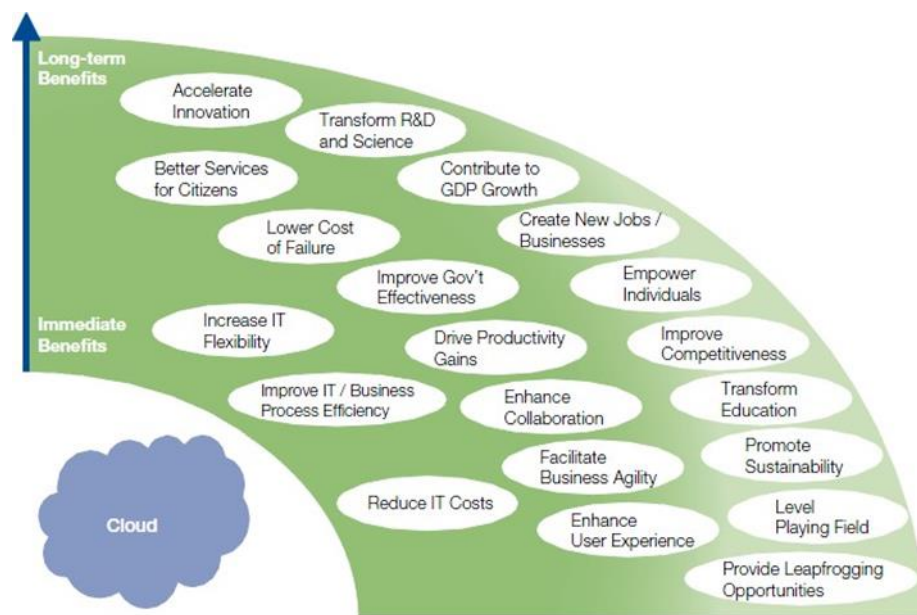 Long-term
Benefits
Accelerate
Innovation
Transform R&D
and Science
Better Services
for Citizens
Contribute to
GDP Growth
Lower Cost
of Failure
Create New Jobs /
Businesses
Improve Gov't
Effectiveness
Empower
Individuals
Immediate
Benefits
Increase IT
Flexibility
Drive Productivity
Gains
Improve
Competitiveness
Improve IT / Business
Process Efficiency
Enhance
Collaboration
Transform
Education
Facilitate
Business Agility
Promote
Sustainability
Reduce IT Costs
Cloud
Enhance
User Experience
Level
Playing Field
Provide Leapfrogging
Opportunities